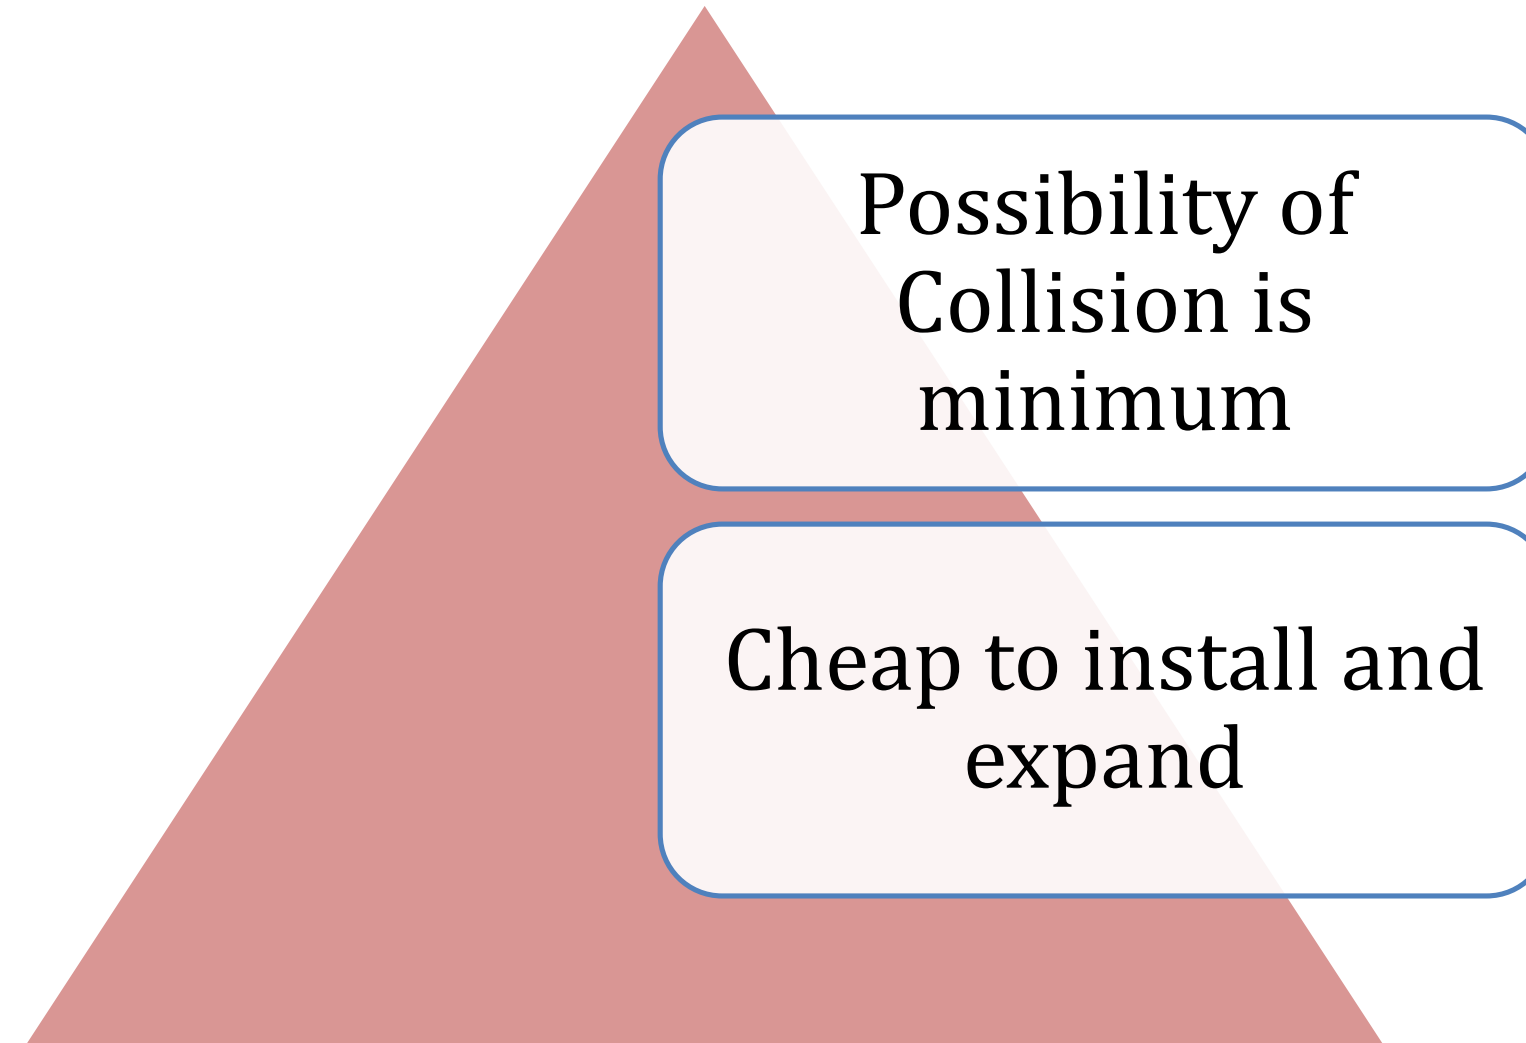 Possibility of
Collision is
minimum
Cheap to install and
expand